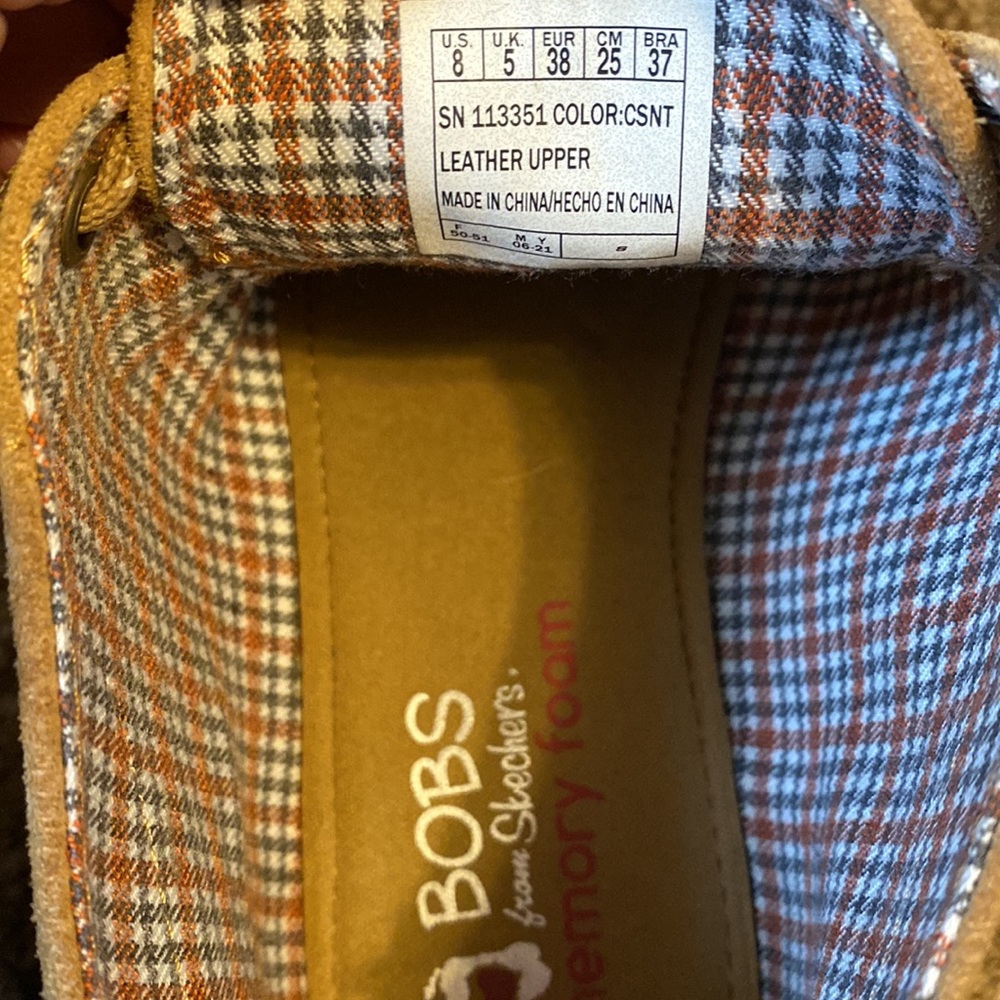 U.S. U.K. EUR CM BRA
8 5 38 25 37
SN 113351 COLOR:CSNT
LEATHER UPPER
MADE IN CHINA/HECHO EN CHINA
F M Y
50-51 06-21 S
BOBS
from Skechers.
memory foam